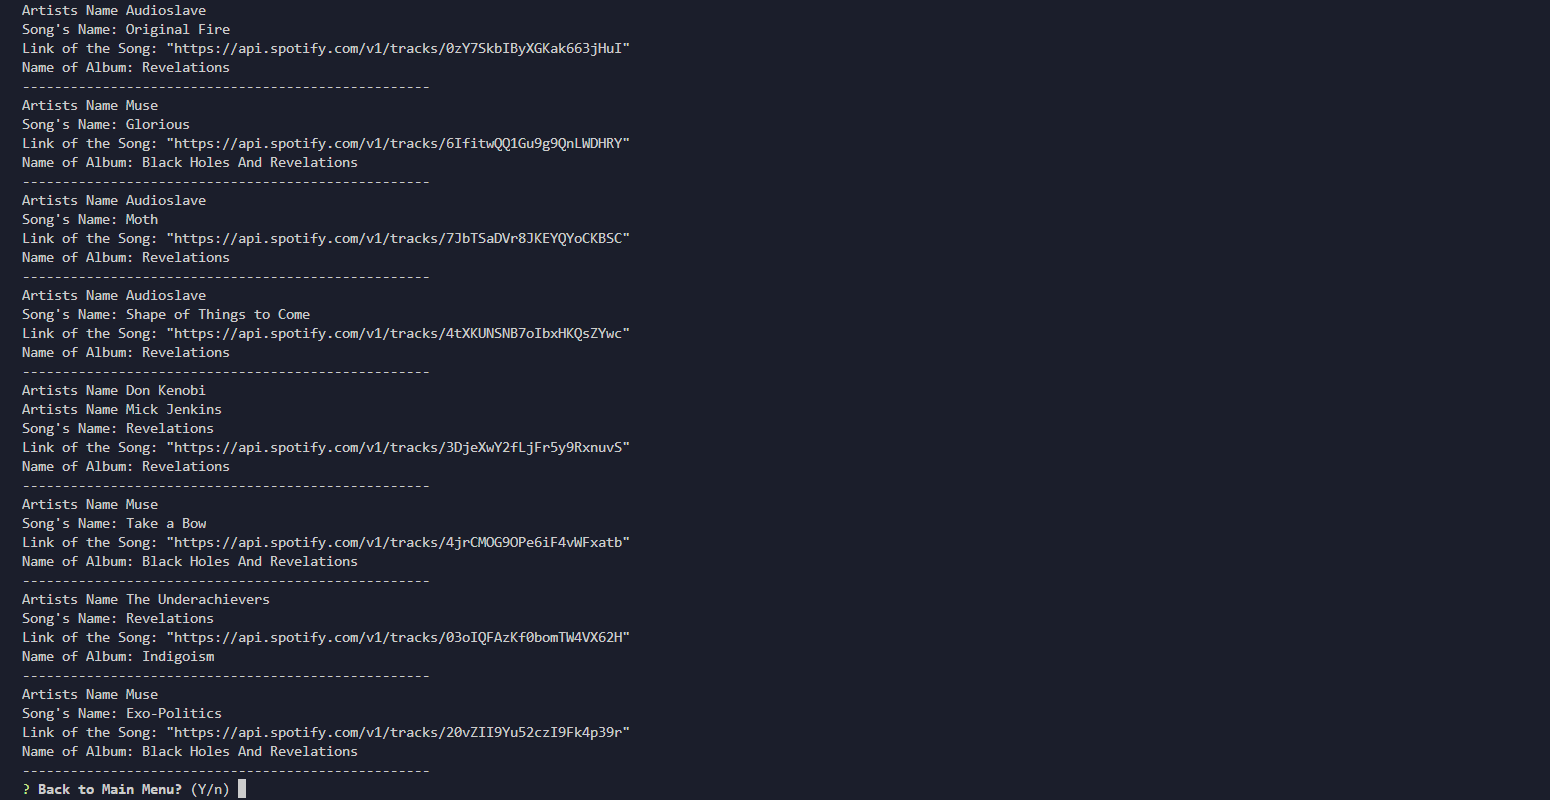 Artists Name Audioslave
Song's Name: Original Fire
Link of the Song: "https://api.spotify.com/v1/tracks/0zY7SkbIByXGKak663jHuI"
Name of Album: Revelations
---------------------------------------------------
Artists Name Muse
Song's Name: Glorious
Link of the Song: "https://api.spotify.com/v1/tracks/6IfitwQQ1Gu9g9QnLWDHRY"
Name of Album: Black Holes And Revelations
---------------------------------------------------
Artists Name Audioslave
Song's Name: Moth
Link of the Song: "https://api.spotify.com/v1/tracks/7JbTSaDVr8JKEYQYoCKBSC"
Name of Album: Revelations
---------------------------------------------------
Artists Name Audioslave
Song's Name: Shape of Things to Come
Link of the Song: "https://api.spotify.com/v1/tracks/4tXKUNSNB7oIbxHKQsZYwc"
Name of Album: Revelations
---------------------------------------------------
Artists Name Don Kenobi
Artists Name Mick Jenkins
Song's Name: Revelations
Link of the Song: "https://api.spotify.com/v1/tracks/3DjeXwY2fLjFr5y9RxnuvS"
Name of Album: Revelations
---------------------------------------------------
Artists Name Muse
Song's Name: Take a Bow
Link of the Song: "https://api.spotify.com/v1/tracks/4jrCMOG9OPe6iF4vWFxatb"
Name of Album: Black Holes And Revelations
---------------------------------------------------
Artists Name The Underachievers
Song's Name: Revelations
Link of the Song: "https://api.spotify.com/v1/tracks/03oIQFAzKf0bomTW4VX62H"
Name of Album: Indigoism
---------------------------------------------------
Artists Name Muse
Song's Name: Exo-Politics
Link of the Song: "https://api.spotify.com/v1/tracks/20vZII9Yu52czI9Fk4p39r"
Name of Album: Black Holes And Revelations
---------------------------------------------------
? Back to Main Menu? (Y/n)